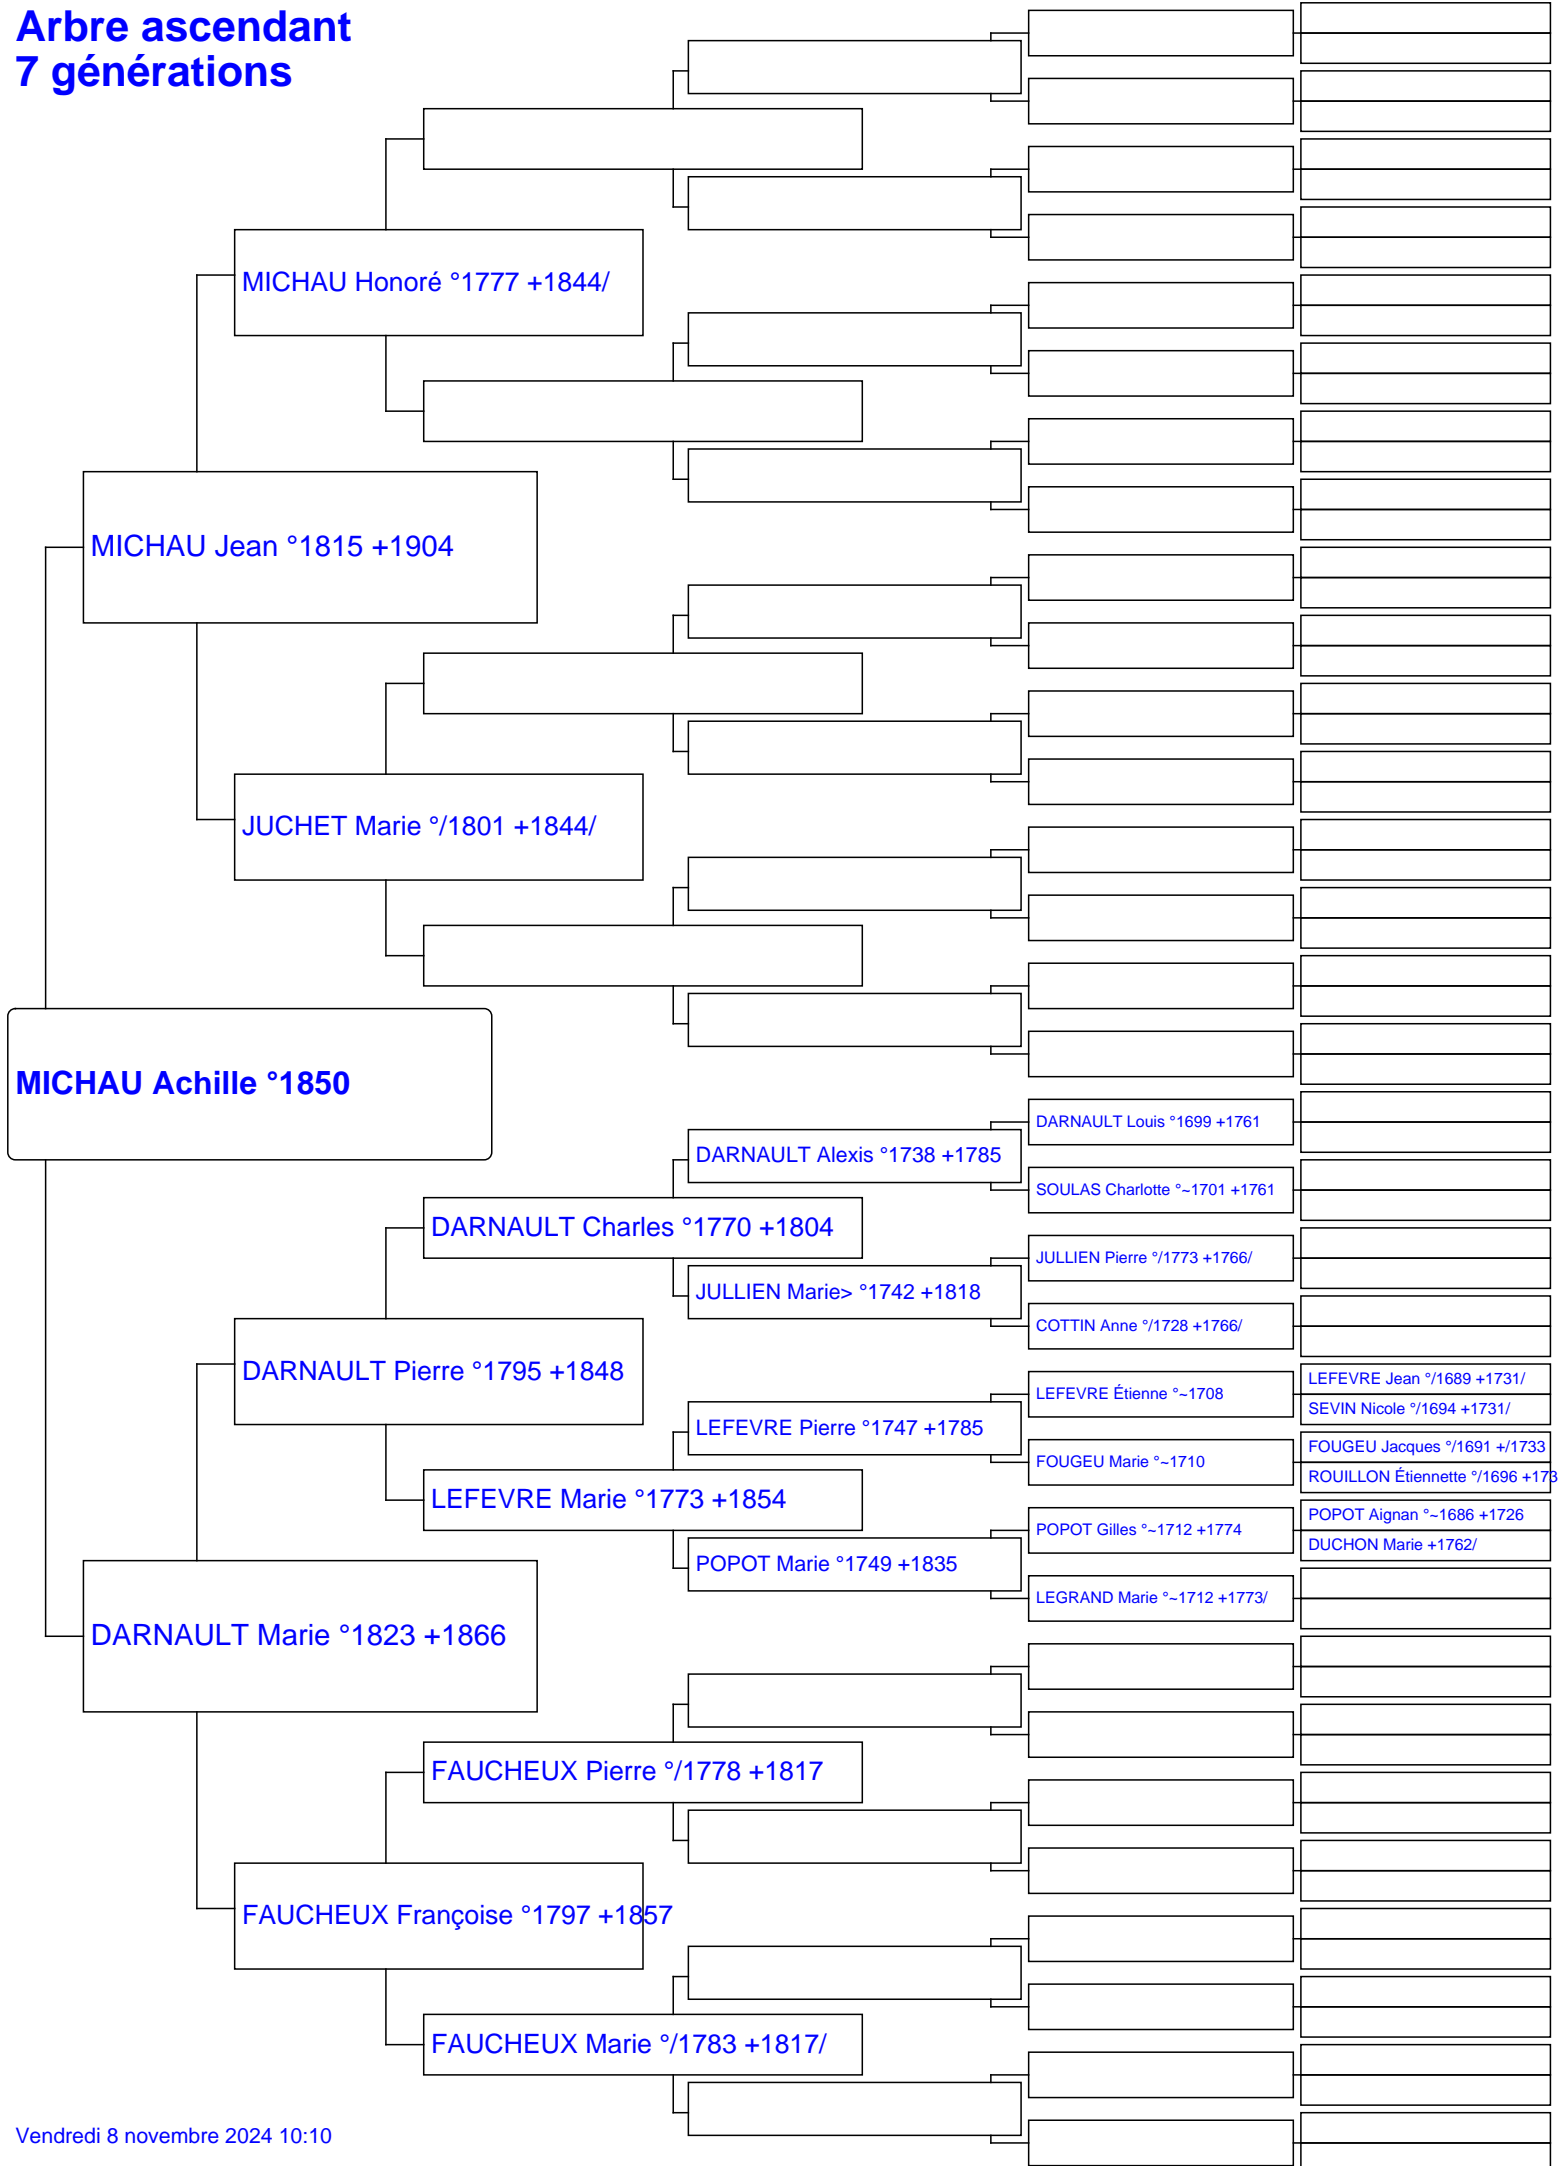 Arbre ascendant
7 générations
MICHAU Honoré °1777 +1844/
MICHAU Jean °1815 +1904
JUCHET Marie °/1801 +1844/
MICHAU Achille °1850
DARNAULT Louis °1699 +1761
DARNAULT Alexis °1738 +1785
SOULAS Charlotte °~1701 +1761
DARNAULT Charles °1770 +1804
JULLIEN Pierre °/1773 +1766/
JULLIEN Marie> °1742 +1818
COTTIN Anne °/1728 +1766/
DARNAULT Pierre °1795 +1848
LEFEVRE Jean °/1689 +1731/
LEFEVRE Étienne °~1708
SEVIN Nicole °/1694 +1731/
LEFEVRE Pierre °1747 +1785
FOUGEU Jacques °/1691 +/1733
FOUGEU Marie °~1710
ROUILLON Étiennette °/1696 +173
LEFEVRE Marie °1773 +1854
POPOT Aignan °~1686 +1726
POPOT Gilles °~1712 +1774
DUCHON Marie +1762/
POPOT Marie °1749 +1835
LEGRAND Marie °~1712 +1773/
DARNAULT Marie °1823 +1866
FAUCHEUX Pierre °/1778 +1817
FAUCHEUX Françoise °1797 +1857
FAUCHEUX Marie °/1783 +1817/
Vendredi 8 novembre 2024 10:10